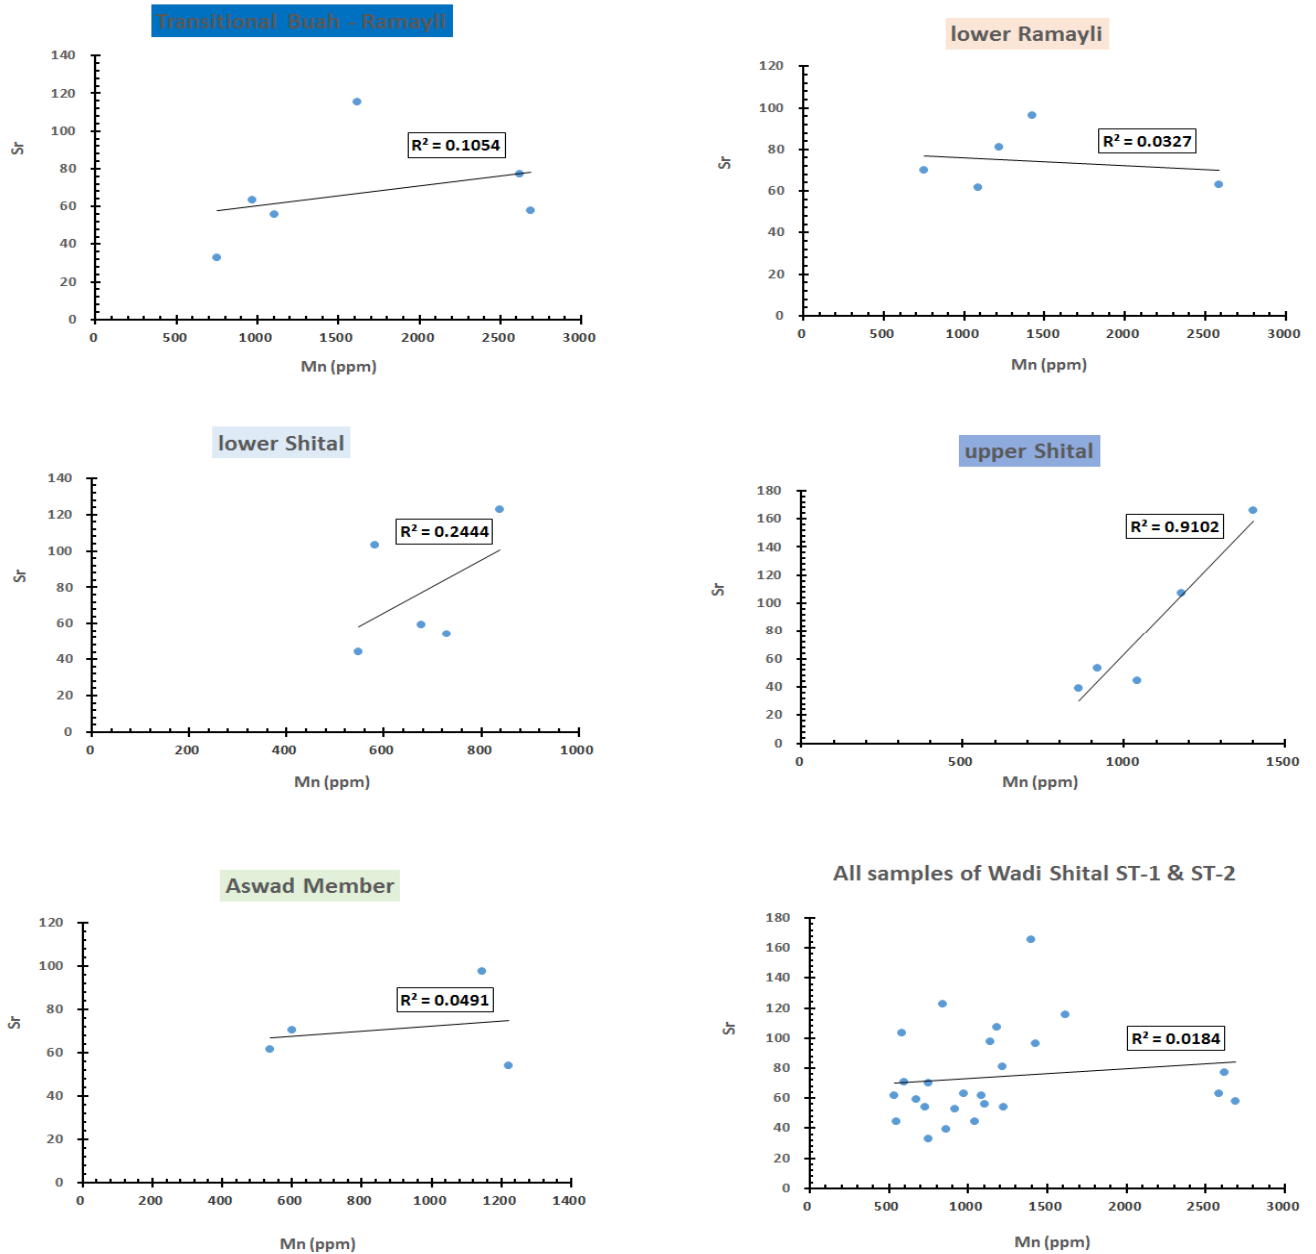 Transitional Buah - Ramayli
140
120
100
80
60
40
20
0
Sr
R² = 0.1054
0 500 1000 1500 2000 2500 3000
Mn (ppm)
lower Ramayli
120
100
80
60
40
20
0
Sr
R² = 0.0327
0 500 1000 1500 2000 2500 3000
Mn (ppm)
lower Shital
140
120
100
80
60
40
20
0
Sr
R² = 0.2444
0 200 400 600 800 1000
Mn (ppm)
upper Shital
180
160
140
120
100
80
60
40
20
0
Sr
R² = 0.9102
0 500 1000 1500
Mn (ppm)
Aswad Member
120
100
80
60
40
20
0
Sr
R² = 0.0491
0 200 400 600 800 1000 1200 1400
Mn (ppm)
All samples of Wadi Shital ST-1 & ST-2
180
160
140
120
100
80
60
40
20
0
Sr
R² = 0.0184
0 500 1000 1500 2000 2500 3000
Mn (ppm)